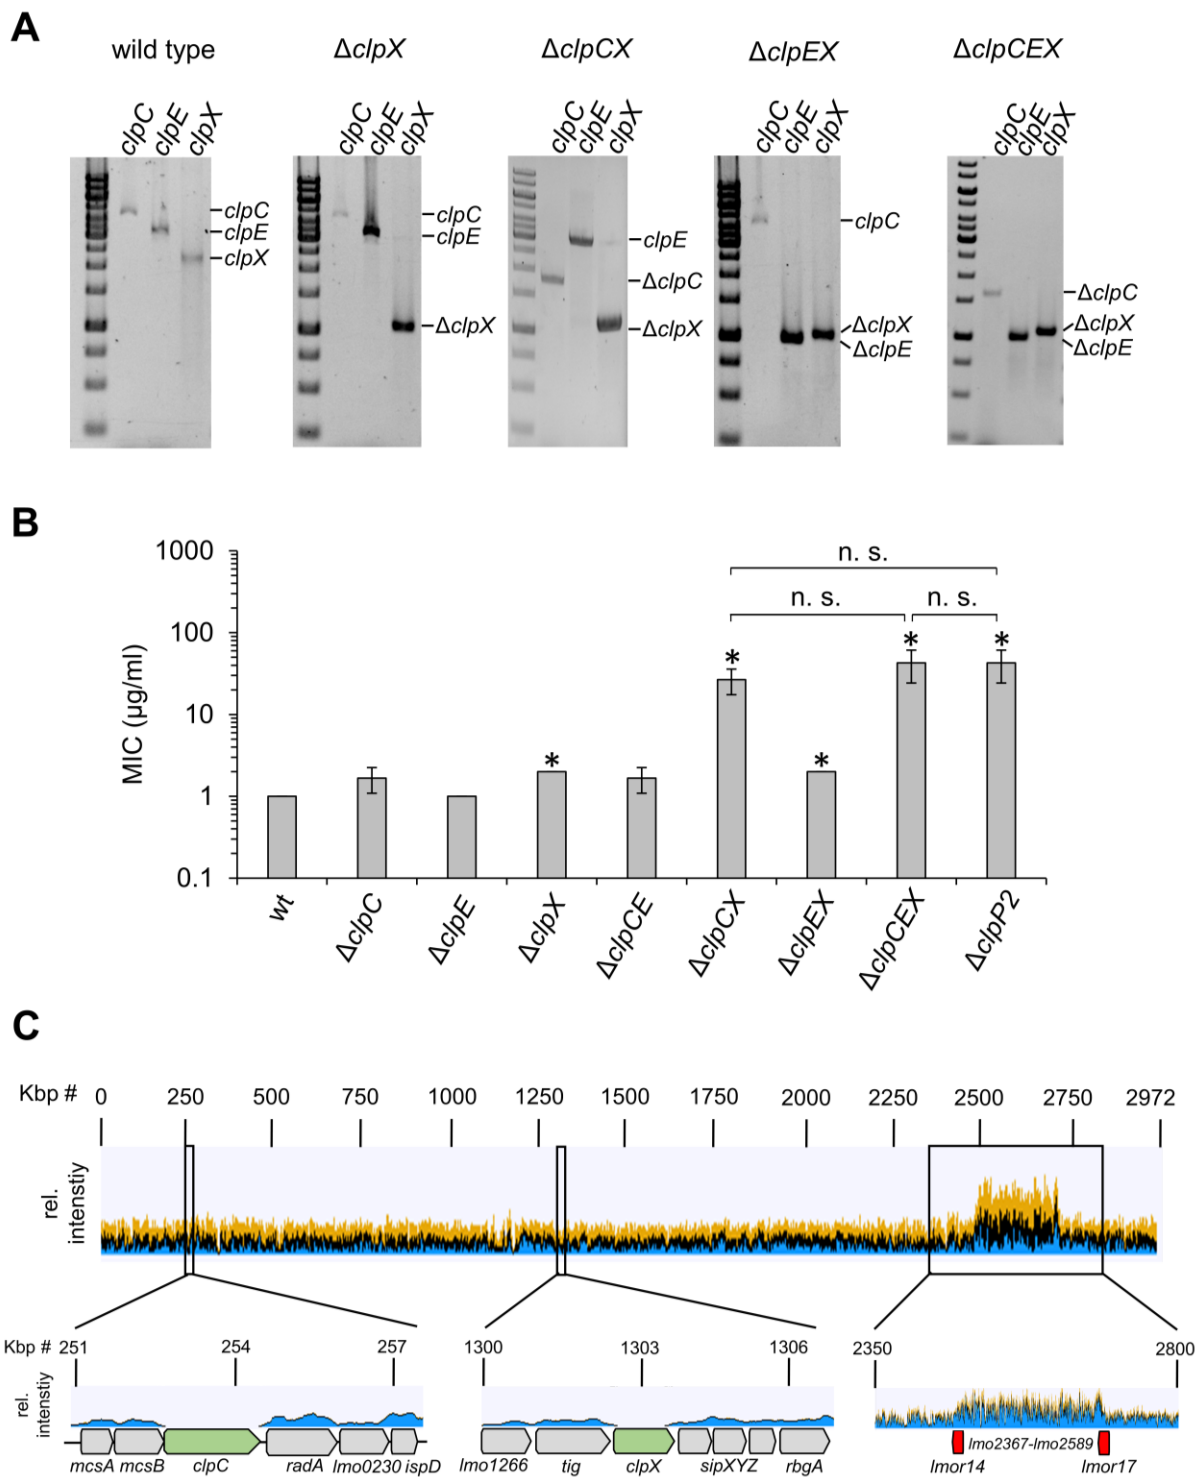 A
wild type
ΔclpX
ΔclpCX
ΔclpEX
ΔclpCEX
clpC clpE clpX
clpC clpE clpX
clpC clpE clpX
clpC clpE clpX
clpC clpE clpX
clpC
clpE
clpX
clpC
clpE
ΔclpX
clpE
ΔclpC
ΔclpX
clpC
ΔclpX
ΔclpE
ΔclpC
ΔclpX
ΔclpE
B
MIC (µg/ml)
1000
100
10
1
0.1
n. s.
n. s. n. s.
* * * * *
wt ΔclpC ΔclpE ΔclpX ΔclpCE ΔclpCX ΔclpEX ΔclpCEX ΔclpP2
C
Kbp # 0 250 500 750 1000 1250 1500 1750 2000 2250 2500 2750 2972
rel.
intenstiy
Kbp # 251 254 257
1300 1303 1306
2350 2800
rel.
intenstiy
mcsA mcsB clpC radA lmo0230 ispD
lmo1266 tig clpX sipXYZ rbgA
lmo2367-lmo2589
lmor14 lmor17